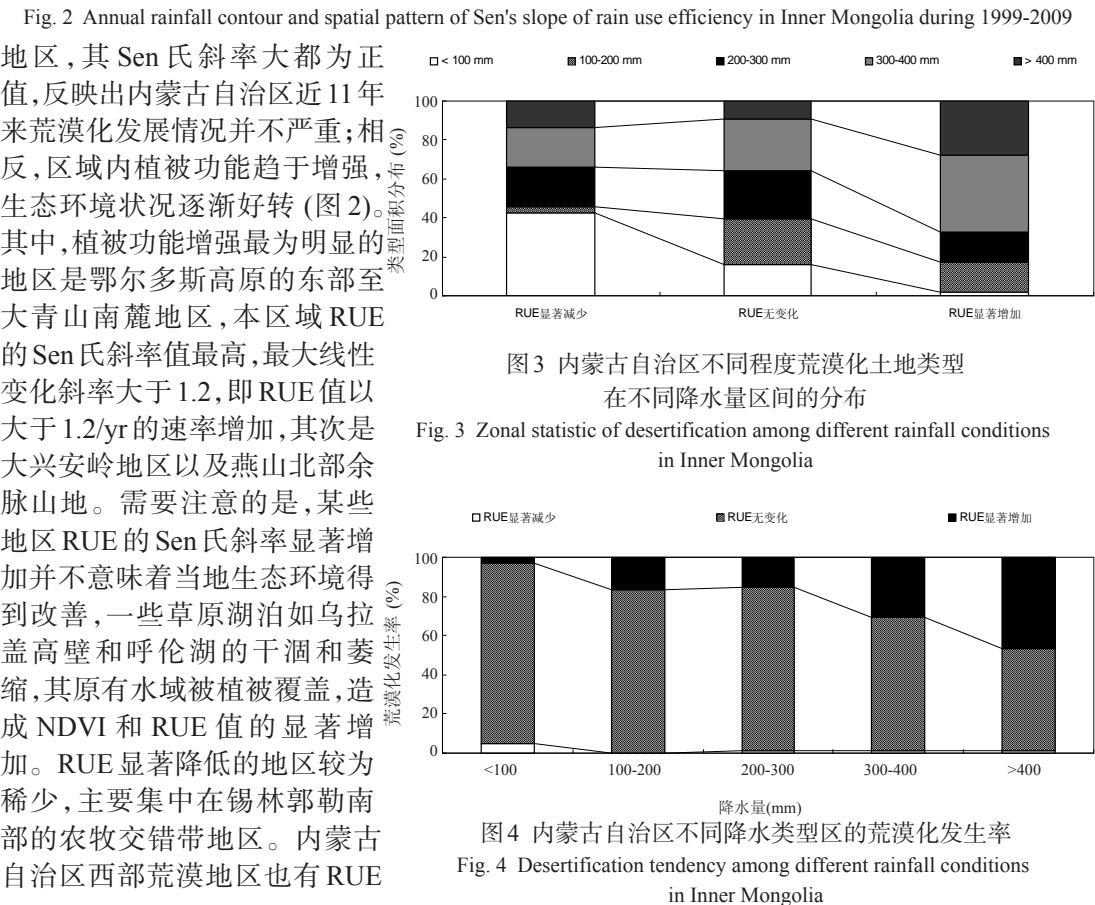 Fig. 2 Annual rainfall contour and spatial pattern of Sen's slope of rain use efficiency in Inner Mongolia during 1999-2009
地区,其Sen氏斜率大都为正
值,反映出内蒙古自治区近11年
来荒漠化发展情况并不严重;相
反,区域内植被功能趋于增强,
生态环境状况逐渐好转 (图2)。
其中,植被功能增强最为明显的
地区是鄂尔多斯高原的东部至
大青山南麓地区,本区域RUE
的Sen氏斜率值最高,最大线性
变化斜率大于1.2,即RUE值以
大于1.2/yr的速率增加,其次是
大兴安岭地区以及燕山北部余
脉山地。需要注意的是,某些
地区RUE的Sen氏斜率显著增
加并不意味着当地生态环境得
到改善,一些草原湖泊如乌拉
盖高壁和呼伦湖的干涸和萎
缩,其原有水域被植被覆盖,造
成NDVI和RUE值的显著增
加。RUE显著降低的地区较为
稀少,主要集中在锡林郭勒南
部的农牧交错带地区。内蒙古
自治区西部荒漠地区也有RUE
< 100 mm 100-200 mm 200-300 mm 300-400 mm > 400 mm
类型面积分布 (%)
100
80
60
40
20
0
RUE显著减少 RUE无变化 RUE显著增加
图3 内蒙古自治区不同程度荒漠化土地类型
在不同降水量区间的分布
Fig. 3 Zonal statistic of desertification among different rainfall conditions
in Inner Mongolia
RUE显著减少 RUE无变化 RUE显著增加
荒漠化发生率 (%)
100
80
60
40
20
0
<100 100-200 200-300 300-400 >400
降水量(mm)
图4 内蒙古自治区不同降水类型区的荒漠化发生率
Fig. 4 Desertification tendency among different rainfall conditions
in Inner Mongolia